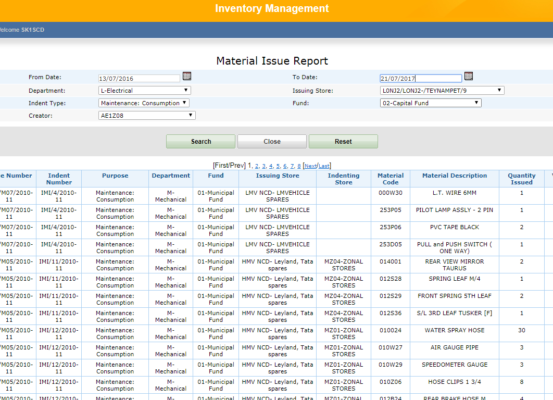 Inventory Management
Welcome SK1SCD
Material Issue Report
From Date: 13/07/2016 To Date: 21/07/2017
Department: L-Electrical Issuing Store: L0NJ2/LONJ2-/TEYNAMPET/9
Indent Type: Maintenance: Consumption Fund: 02-Capital Fund
Creator: AE1Z08
Search Close Reset
[First/Prev] 1, 2, 3, 4, 5, 6, 7, 8 [Next/Last]
e Number Indent Number Purpose Department Fund Issuing Store Indenting Store Material Code Material Description Quantity Issued
/M07/2010-11 IMI/4/2010-11 Maintenance: Consumption M-Mechanical 01-Municipal Fund LMV NCD- LMVEHICLE SPARES 000W30 L.T. WIRE 6MM 1
/M07/2010-11 IMI/4/2010-11 Maintenance: Consumption M-Mechanical 01-Municipal Fund LMV NCD- LMVEHICLE SPARES 253P05 PILOT LAMP ASSLY - 2 PIN 1
/M07/2010-11 IMI/4/2010-11 Maintenance: Consumption M-Mechanical 01-Municipal Fund LMV NCD- LMVEHICLE SPARES 253P06 PVC TAPE BLACK 2
/M07/2010-11 IMI/4/2010-11 Maintenance: Consumption M-Mechanical 01-Municipal Fund LMV NCD- LMVEHICLE SPARES 253D05 PULL and PUSH SWITCH ( ONE WAY) 1
/M05/2010-11 IMI/11/2010-11 Maintenance: Consumption M-Mechanical 01-Municipal Fund HMV NCD- Leyland, Tata spares MZ04-ZONAL STORES 014001 REAR VIEW MIRROR TAURUS 2
/M05/2010-11 IMI/11/2010-11 Maintenance: Consumption M-Mechanical 01-Municipal Fund HMV NCD- Leyland, Tata spares MZ04-ZONAL STORES 012S28 SPRING LEAF M/4 1
/M05/2010-11 IMI/11/2010-11 Maintenance: Consumption M-Mechanical 01-Municipal Fund HMV NCD- Leyland, Tata spares MZ04-ZONAL STORES 012S29 FRONT SPRING 5TH LEAF 2
/M05/2010-11 IMI/11/2010-11 Maintenance: Consumption M-Mechanical 01-Municipal Fund HMV NCD- Leyland, Tata spares MZ04-ZONAL STORES 012S36 S/L 3RD LEAF TUSKER [F] 1
/M05/2010-11 IMI/12/2010-11 Maintenance: Consumption M-Mechanical 01-Municipal Fund HMV NCD- Leyland, Tata spares MZ01-ZONAL STORES 010024 WATER SPRAY HOSE 30
/M05/2010-11 IMI/12/2010-11 Maintenance: Consumption M-Mechanical 01-Municipal Fund HMV NCD- Leyland, Tata spares MZ01-ZONAL STORES 010W27 AIR GAUGE PIPE 3
/M05/2010-11 IMI/12/2010-11 Maintenance: Consumption M-Mechanical 01-Municipal Fund HMV NCD- Leyland, Tata spares MZ01-ZONAL STORES 010W29 SPEEDOMETER GAUGE 3
/M05/2010-11 IMI/12/2010-11 Maintenance: Consumption M-Mechanical 01-Municipal Fund HMV NCD- Leyland, Tata spares MZ01-ZONAL STORES 010Z06 HOSE CLIPS 1 3/4 8
/M05/2010- IMI/12/2010- Maintenance: M- 01-Municipal HMV NCD- Leyland, Tata MZ01-ZONAL 012B24 REAR BRAKE HOSE M 4